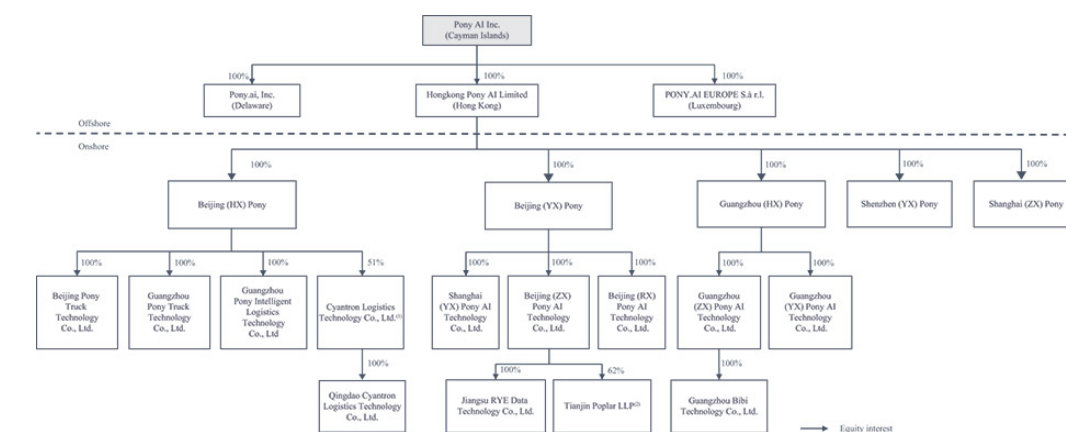 Pony AI Inc.
(Cayman Islands)
100%
100%
100%
Pony.ai, Inc.
(Delaware)
Hongkong Pony AI Limited
(Hong Kong)
PONY.AI EUROPE S.à r.l.
(Luxembourg)
Offshore
Onshore
100%
100%
100%
100%
100%
Beijing (HX) Pony
Beijing (YX) Pony
Guangzhou (HX) Pony
Shenzhen (YX) Pony
Shanghai (ZX) Pony
100%
100%
100%
51%
100%
100%
100%
100%
100%
Beijing Pony
Truck
Technology
Co., Ltd.
Guangzhou
Pony Truck
Technology
Co., Ltd.
Guangzhou
Pony Intelligent
Logistics
Technology
Co., Ltd
Cyantron Logistics
Technology Co., Ltd.(1)
Shanghai
(YX) Pony AI
Technology
Co., Ltd.
Beijing (ZX)
Pony AI
Technology
Co., Ltd.
Beijing (RX)
Pony AI
Technology
Co., Ltd.
Guangzhou
(ZX) Pony AI
Technology
Co., Ltd.
Guangzhou
(YX) Pony AI
Technology
Co., Ltd.
100%
100%
62%
100%
Qingdao Cyantron
Logistics Technology
Co., Ltd.
Jiangsu RYE Data
Technology Co., Ltd.
Tianjin Poplar LLP(2)
Guangzhou Bibi
Technology Co., Ltd.
Equity interest